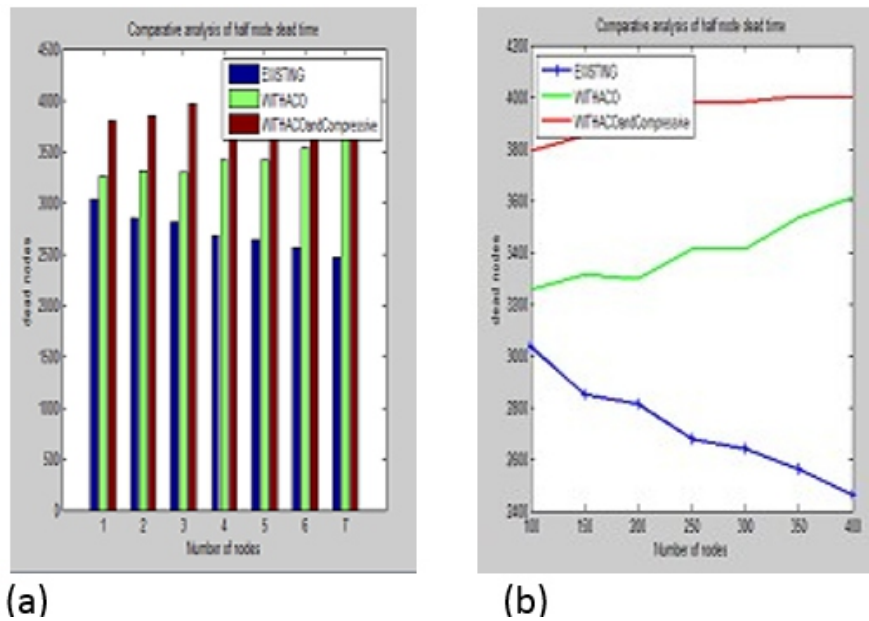 Comparative analysis of half node dead time
4500
4000
3500
3000
2500
2000
1500
1000
500
0
dead nodes
EXISTING
WITHACO
WITHACOandCompressive
1 2 3 4 5 6 7
Number of nodes
(a)
Comparative analysis of half node dead time
4200
4000
3800
3600
3400
3200
3000
2800
2600
2400
dead nodes
EXISTING
WITHACO
WITHACOandCompressive
100 150 200 250 300 350 400
Number of nodes
(b)